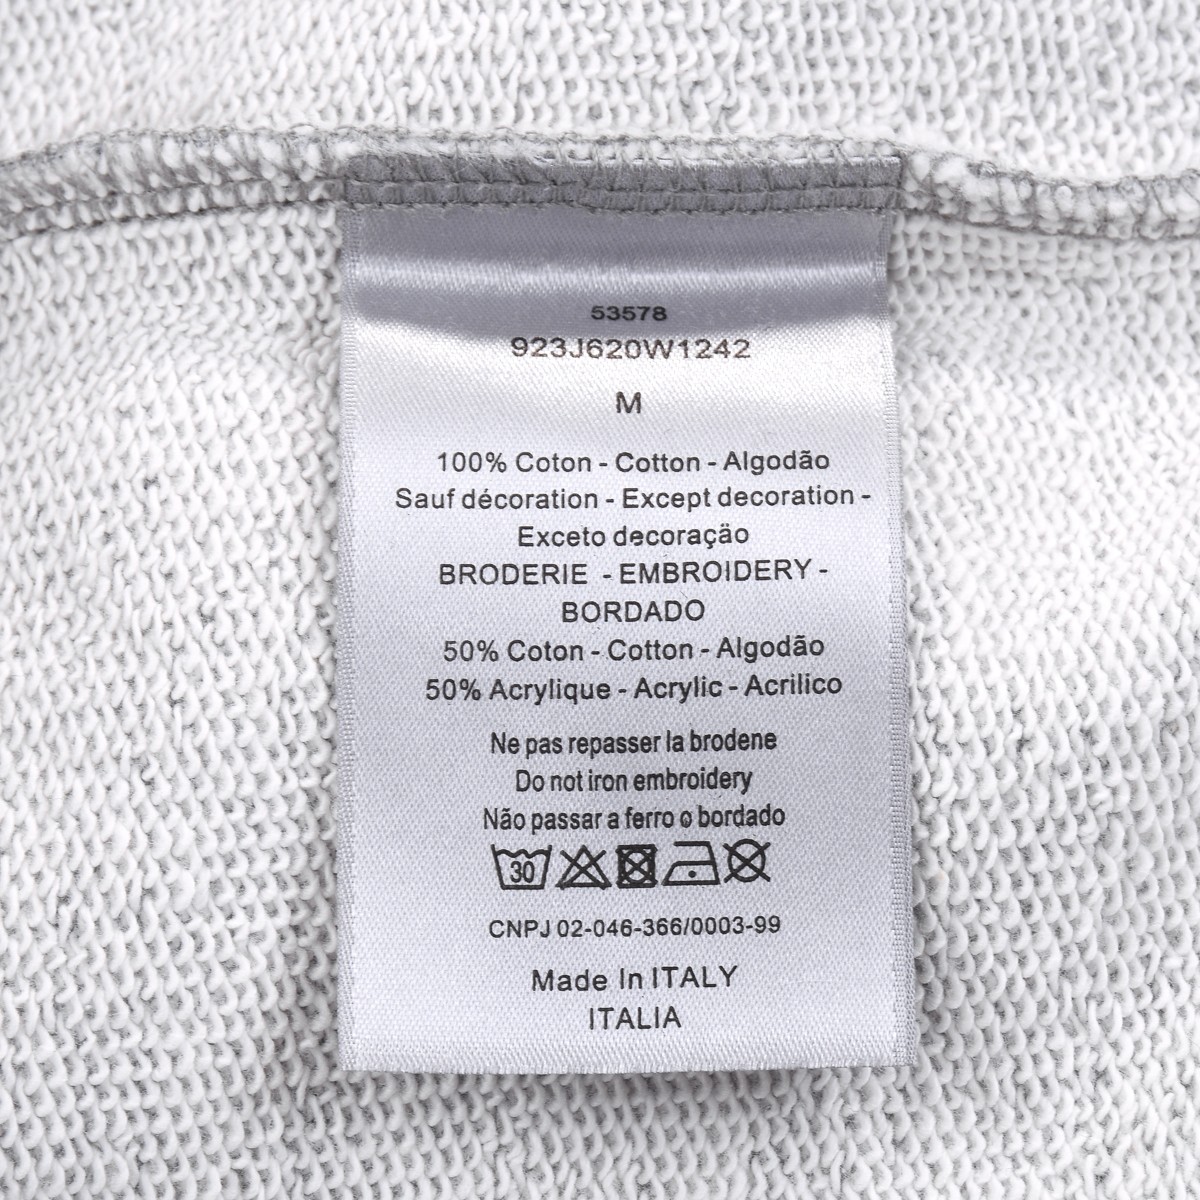 53578
923J620W1242
M
100% Coton - Cotton - Algodão
Sauf décoration - Except decoration -
Exceto decoraçäo
BRODERIE - EMBROIDERY -
BORDADO
50% Coton - Cotton - Algodão
50% Acrylique - Acrylic - Acrilico
Ne pas repasser la brodene
Do not iron embroidery
Não passar a ferro o bordado
30
CNPJ 02-046-366/0003-99
Made In ITALY
ITALIA